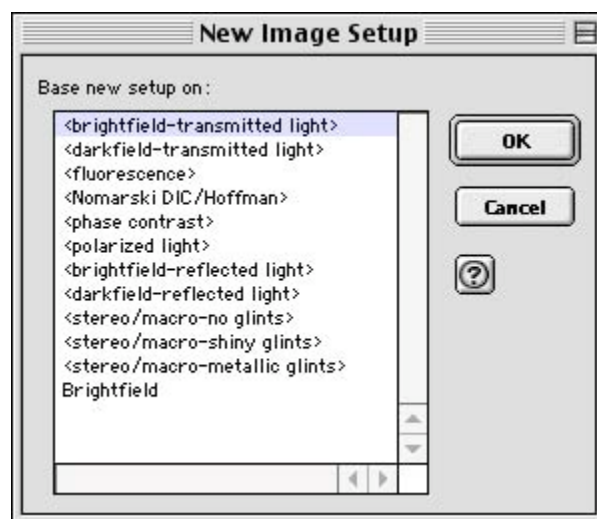 New Image Setup
Base new setup on:
<brightfield-transmitted light>
<darkfield-transmitted light>
<fluorescence>
<Nomarski DIC/Hoffman>
<phase contrast>
<polarized light>
<brightfield-reflected light>
<darkfield-reflected light>
<stereo/macro-no glints>
<stereo/macro-shiny glints>
<stereo/macro-metallic glints>
Brightfield
OK
Cancel
?